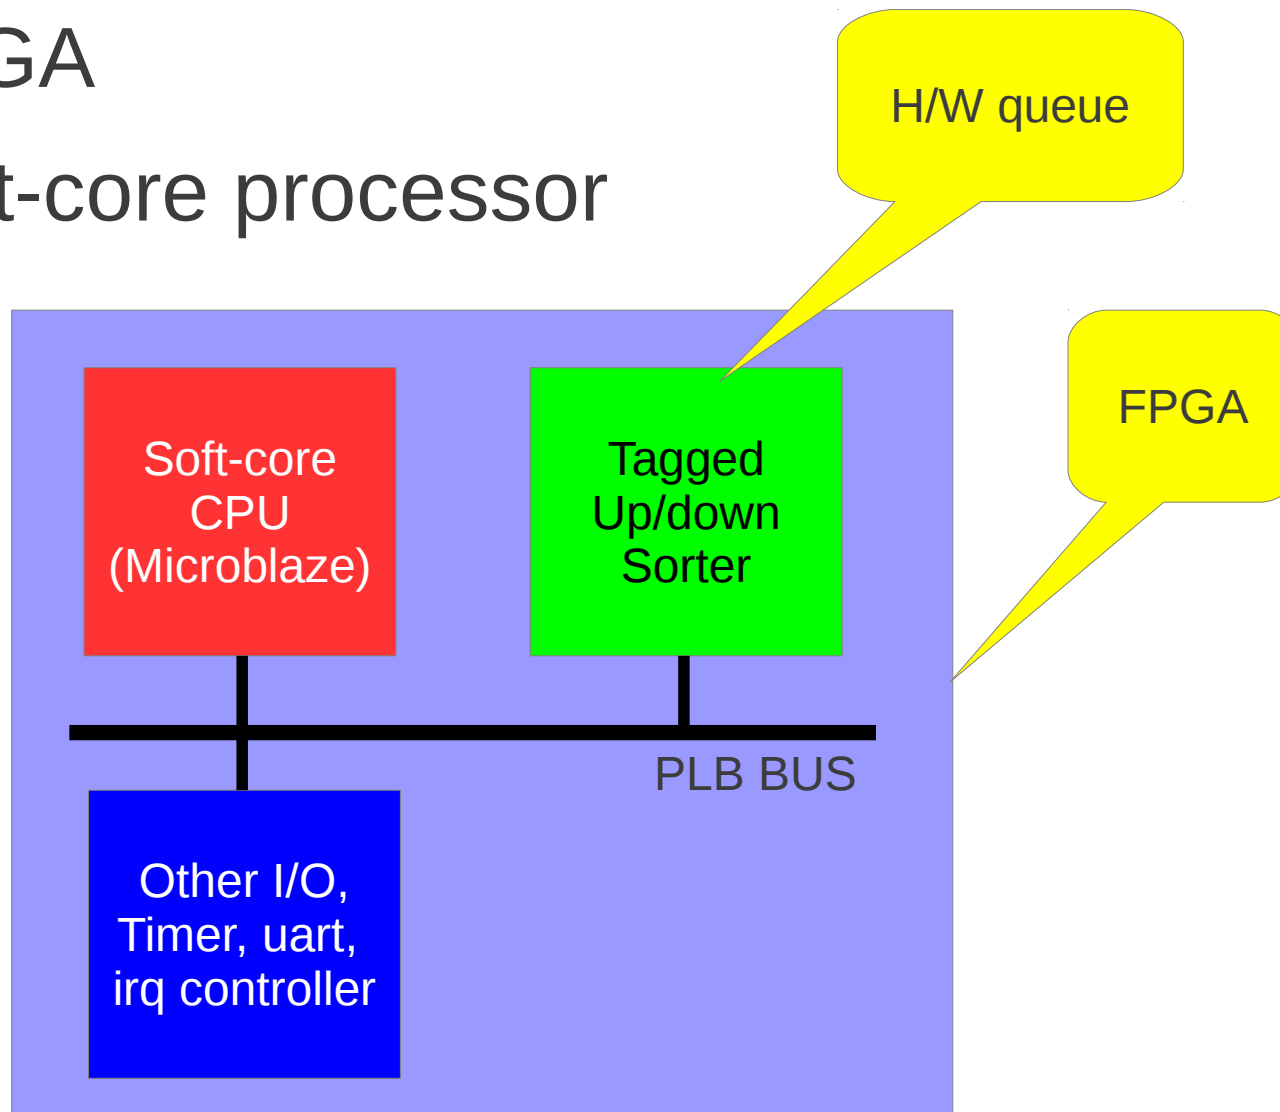 GA
t-core processor
H/W queue
FPGA
Soft-core
CPU
(Microblaze)
Tagged
Up/down
Sorter
PLB BUS
Other I/O,
Timer, uart,
irq controller